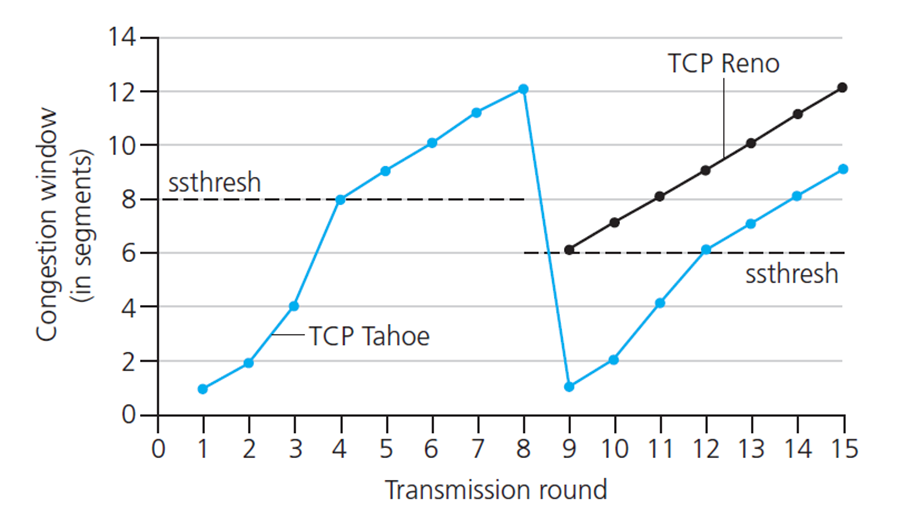 14
TCP Reno
12
10
ssthresh
8
6
ssthresh
4
TCP Tahoe
2
0
Congestion window
(in segments)
0 1 2 3 4 5 6 7 8 9 10 11 12 13 14 15
Transmission round